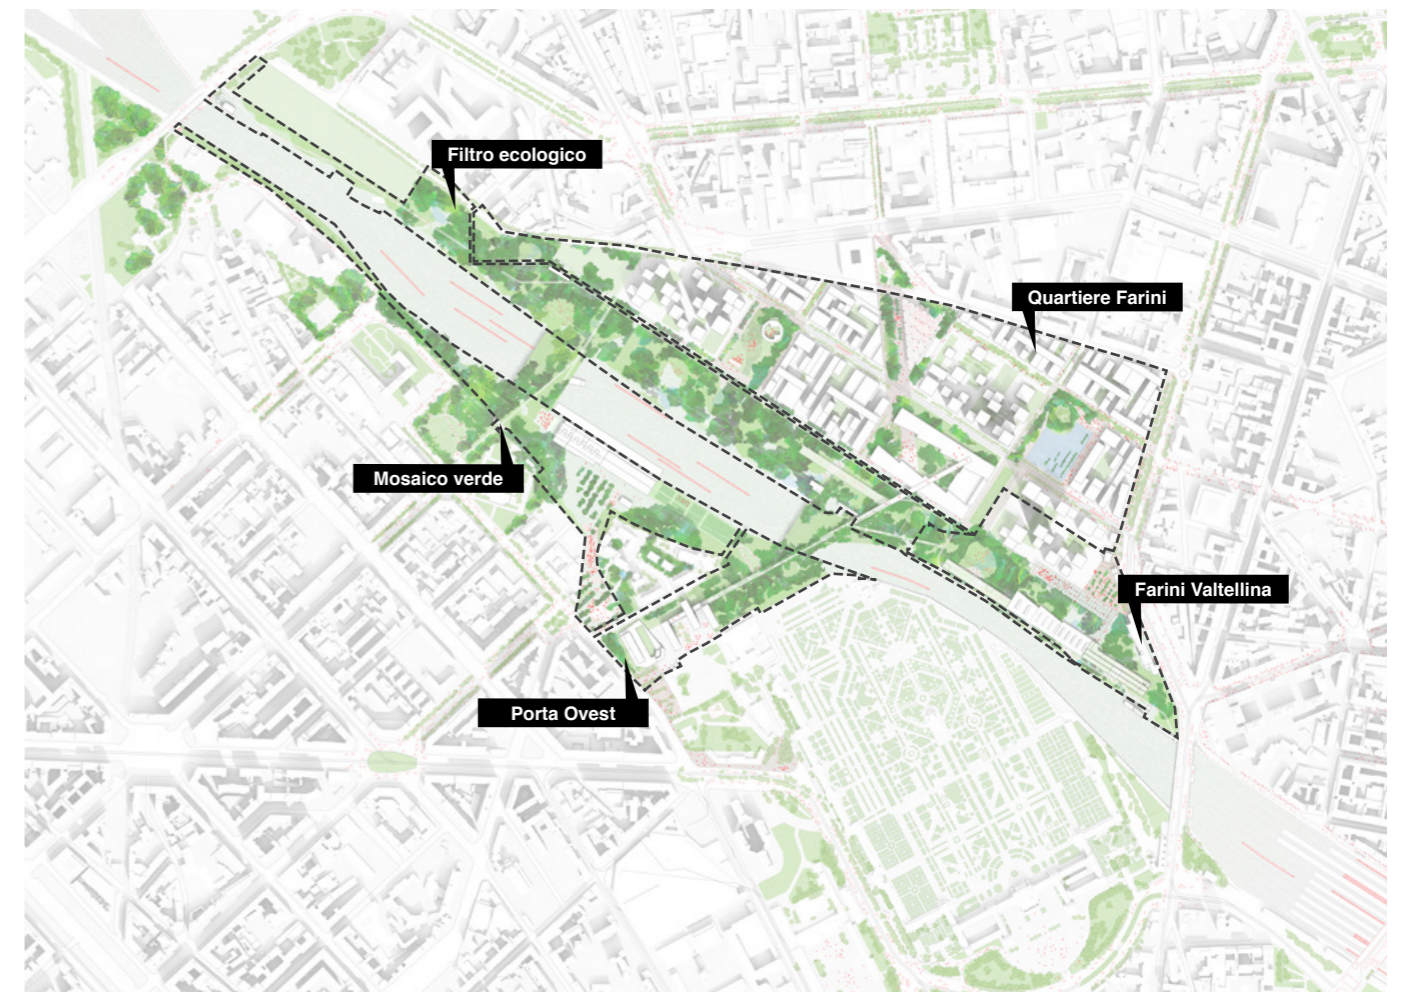 Filtro ecologico
Quartiere Farini
Mosaico verde
Farini Valtellina
Porta Ovest